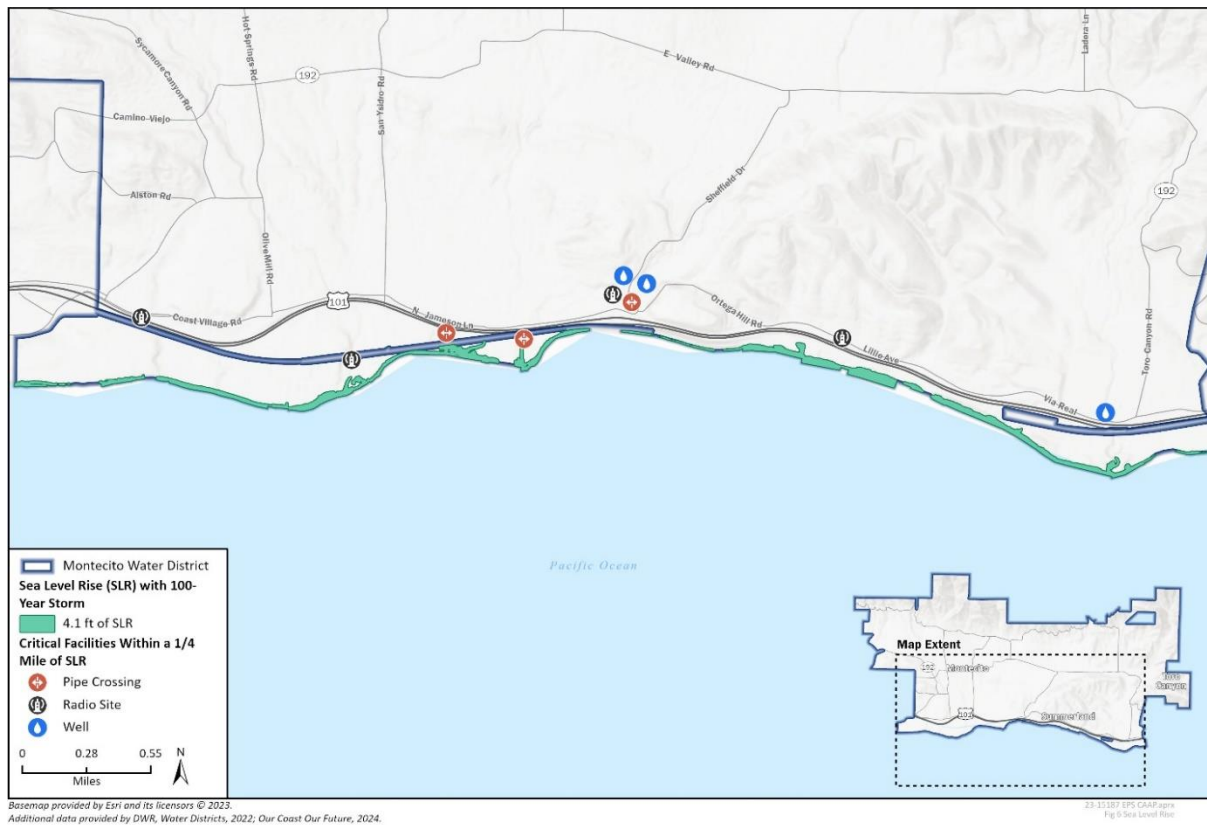 Ladera Ln
Hot Springs Rd
Sycamore Canyon Rd
E Valley Rd
192
San Ysidro Rd
Camino Viejo
Alston Rd
Sheffield Dr
192
Olive Mill Rd
101
Coast Village Rd
N Jameson Ln
Ortega Hill Rd
Toro Canyon Rd
Lillie Ave
Via Real
Pacific Ocean
Montecito Water District
Sea Level Rise (SLR) with 100-
Year Storm
4.1 ft of SLR
Critical Facilities Within a 1/4
Mile of SLR
Pipe Crossing
Radio Site
Well
0 0.28 0.55
Miles
N
Map Extent
192
Montecito
Toro
Canyon
Summerland
Basemap provided by Esri and its licensors © 2023.
Additional data provided by DWR, Water Districts, 2022; Our Coast Our Future, 2024.
23-15187 EPS CAAP.aprx
Fig 6 Sea Level Rise